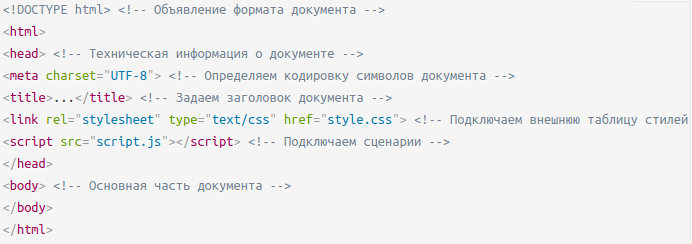 <!DOCTYPE html> <!-- Объявление формата документа -->
<html>
<head> <!-- Техническая информация о документе -->
<meta charset="UTF-8"> <!-- Определяем кодировку символов документа -->
<title>...</title> <!-- Задаем заголовок документа -->
<link rel="stylesheet" type="text/css" href="style.css"> <!-- Подключаем внешнюю таблицу стилей
<script src="script.js"></script> <!-- Подключаем сценарии -->
</head>
<body> <!-- Основная часть документа -->
</body>
</html>